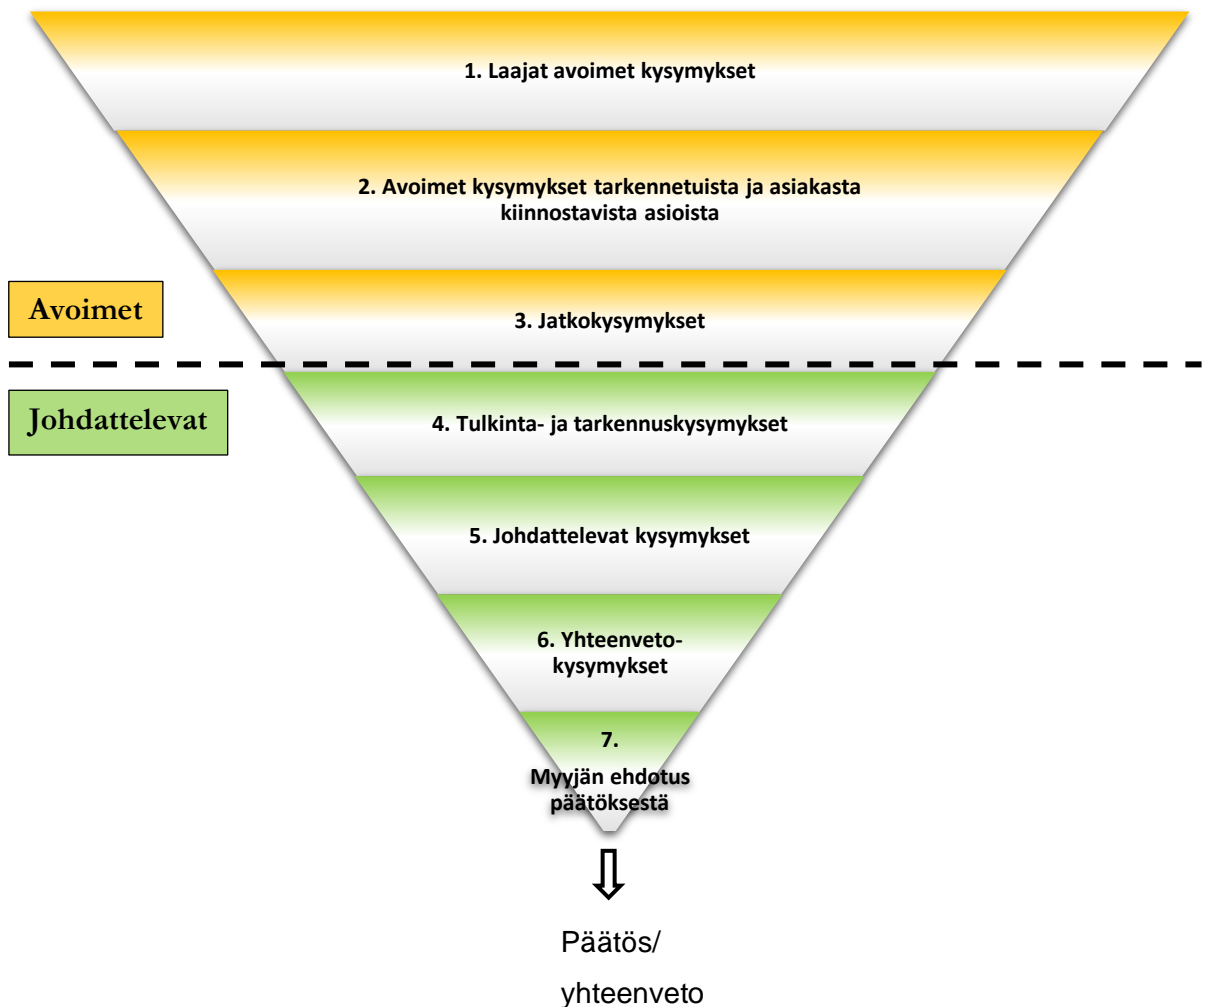 1. Laajat avoimet kysymykset
2. Avoimet kysymykset tarkennetuista ja asiakasta
kiinnostavista asioista
Avoimet
3. Jatkokysymykset
Johdattelevat
4. Tulkinta- ja tarkennuskysymykset
5. Johdattelevat kysymykset
6. Yhteenveto-
kysymykset
7.
Myyjän ehdotus
päätöksestä
Päätös/
yhteenveto